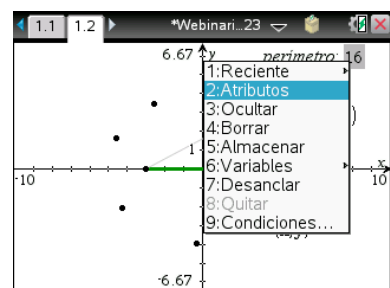 1.1 1.2 *Webinari...23
6.67 y perimetro: 16
1:Reciente
2:Atributos
3:Ocultar
4:Borrar
1 5:Almacenar
6:Variables
x
-10 10
7:Desanclar
8:Quitar
9:Condiciones...
-6.67